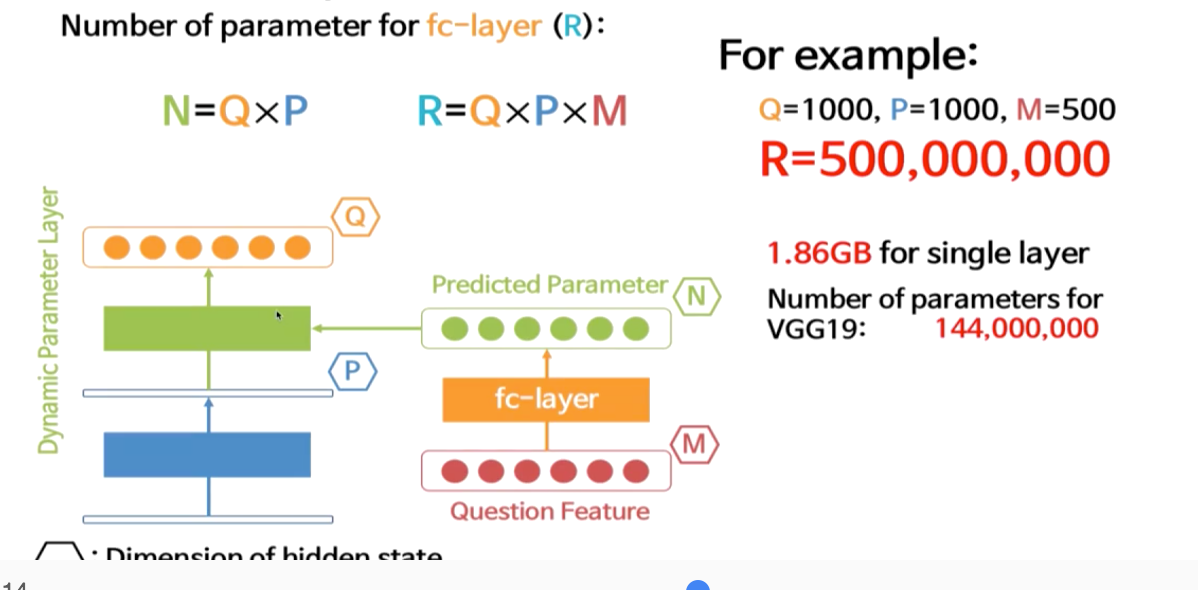 Number of parameter for fc-layer (R):
N=Q×P
R=Q×P×M
For example:
Q=1000, P=1000, M=500
R=500,000,000
1.86GB for single layer
Number of parameters for
VGG19: 144,000,000
Dynamic Parameter Layer
Q
P
Predicted Parameter
N
fc-layer
M
Question Feature
: Dimension of hidden state
14